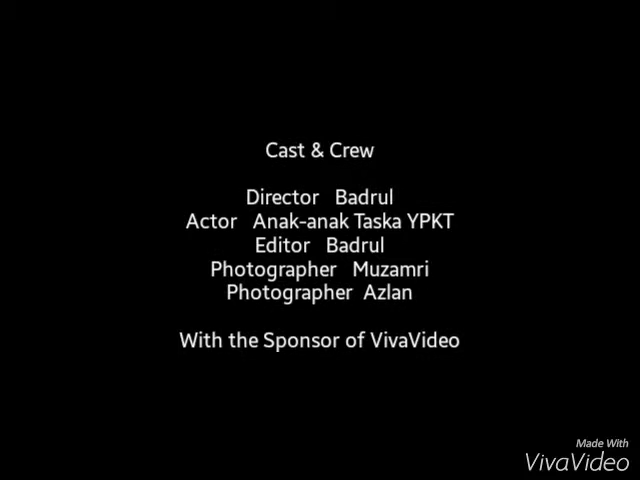 Cast & Crew
Director Badrul
Actor Anak-anak Taska YPKT
Editor Badrul
Photographer Muzamri
Photographer Azlan
With the Sponsor of VivaVideo
Made With
VivaVideo